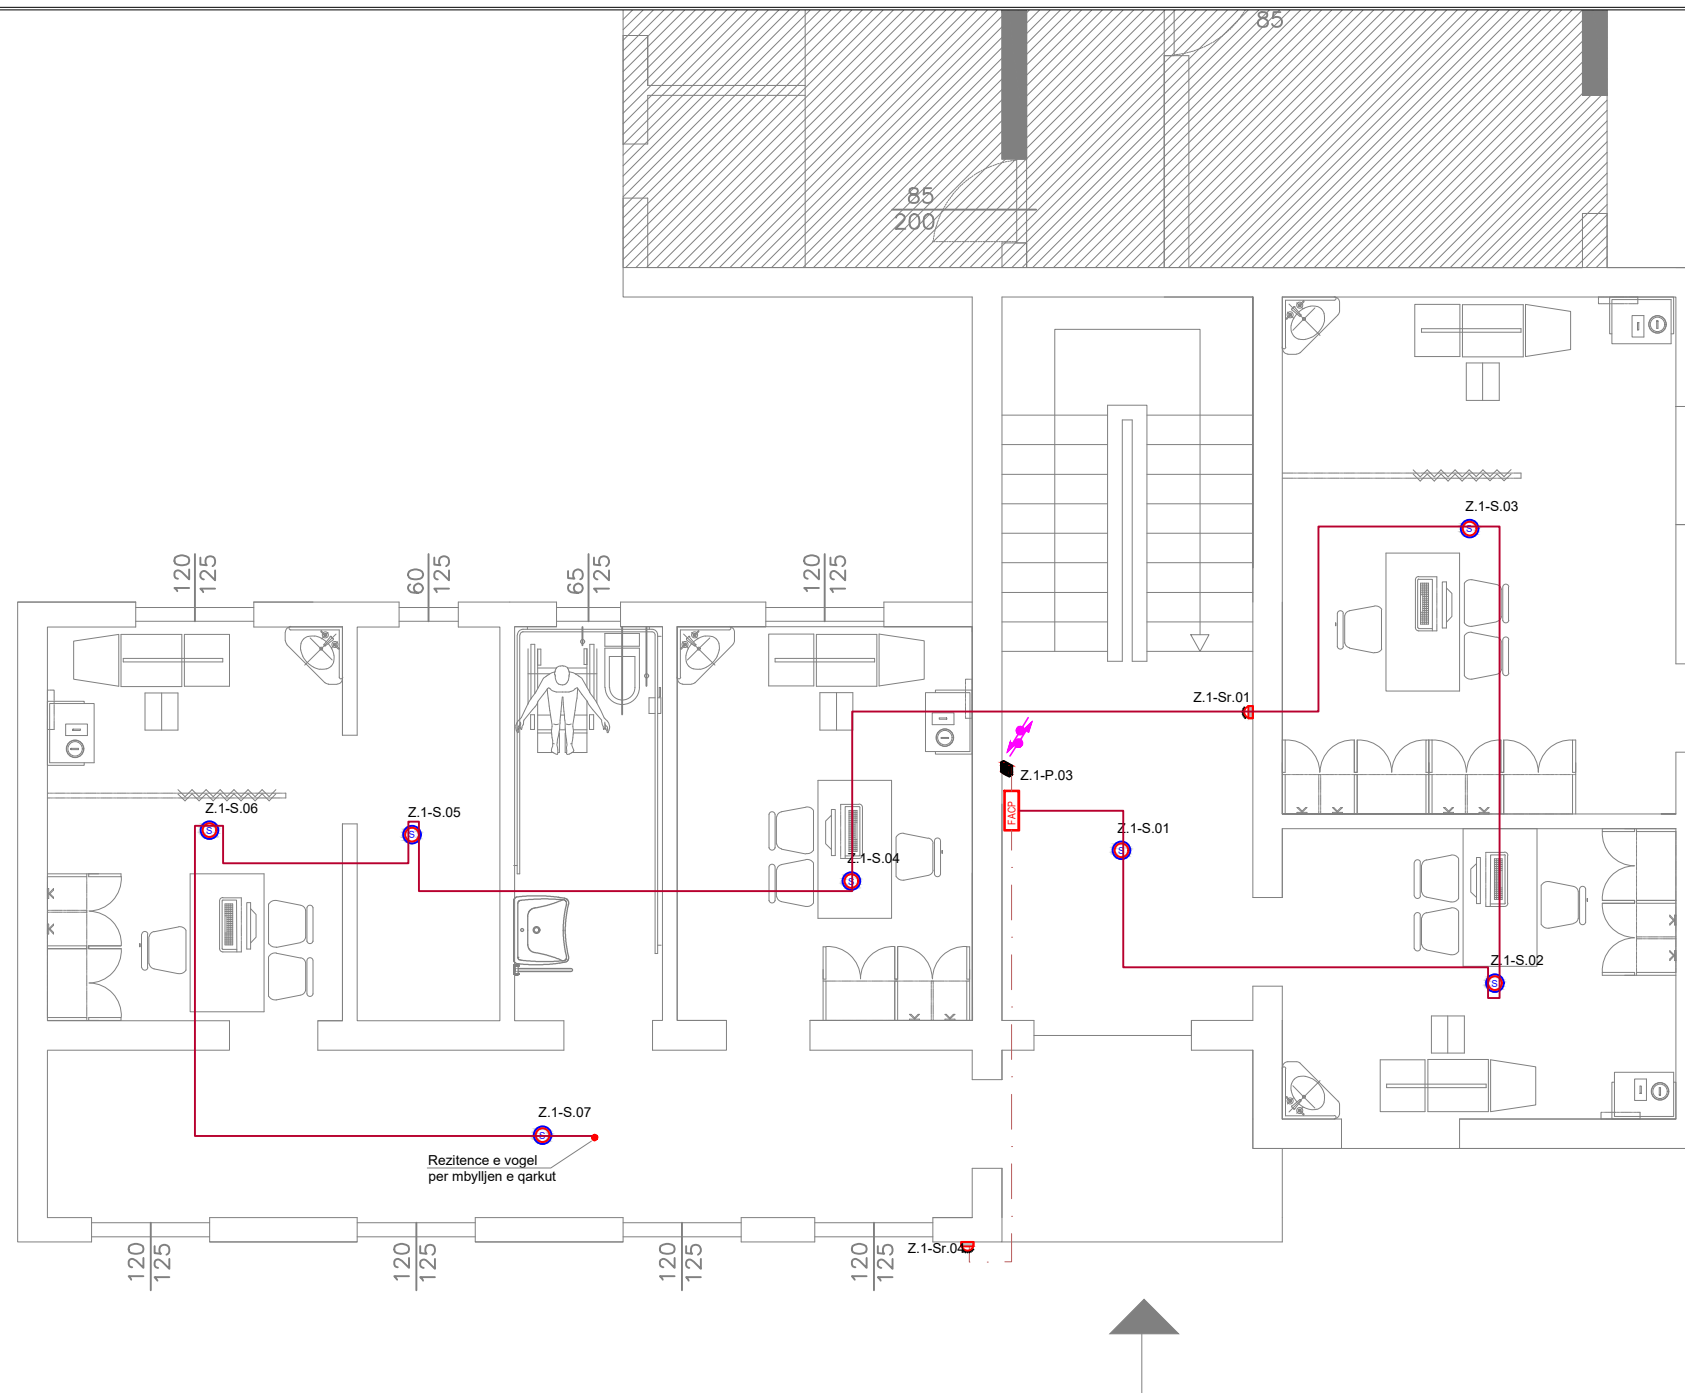 85
85
200
Z.1-S.03
120
125
60
125
65
125
120
125
Z.1-Sr.01
Z.1-P.03
FACP
Z.1-S.06
Z.1-S.05
Z.1-S.01
Z.1-S.04
S
S
S
S
S
Z.1-S.02
S
Z.1-S.07
S
Rezitence e vogel
per mbylljen e qarkut
Z.1-Sr.04
120
125
120
125
120
125
120
125